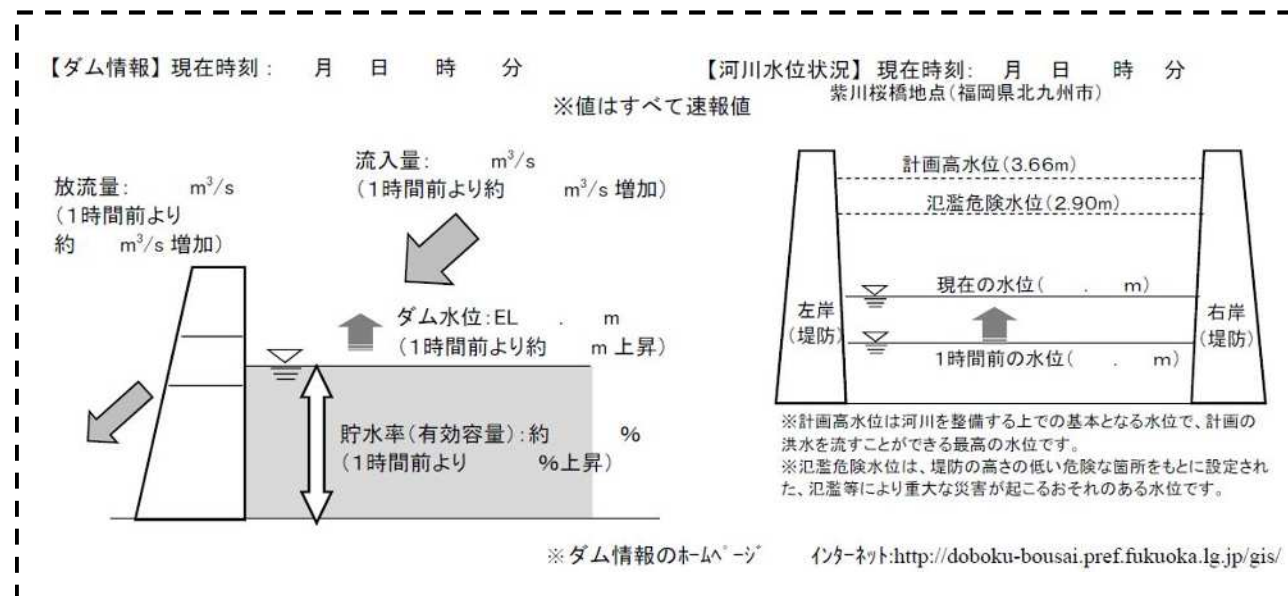 【ダム情報】現在時刻： 月 日 時 分
【河川水位状況】 現在時刻： 月 日 時 分
紫川桜橋地点(福岡県北九州市)
※値はすべて速報値
流入量： m³/s
(1時間前より約 m³/s 増加)
放流量： m³/s
(1時間前より
約 m³/s 増加)
ダム水位：EL . m
(1時間前より約 m 上昇)
貯水率(有効容量)：約 %
(1時間前より %上昇)
計画高水位(3.66m)
氾濫危険水位(2.90m)
現在の水位( . m)
1時間前の水位( . m)
左岸
(堤防)
右岸
(堤防)
※計画高水位は河川を整備する上での基本となる水位で、計画の
洪水を流すことができる最高の水位です。
※氾濫危険水位は、堤防の高さの低い危険な箇所をもとに設定され
た、氾濫等により重大な災害が起こるおそれのある水位です。
※ダム情報のﾎｰﾑﾍﾟｰｼﾞ ｲﾝﾀｰﾈｯﾄ:http://doboku-bousai.pref.fukuoka.lg.jp/gis/